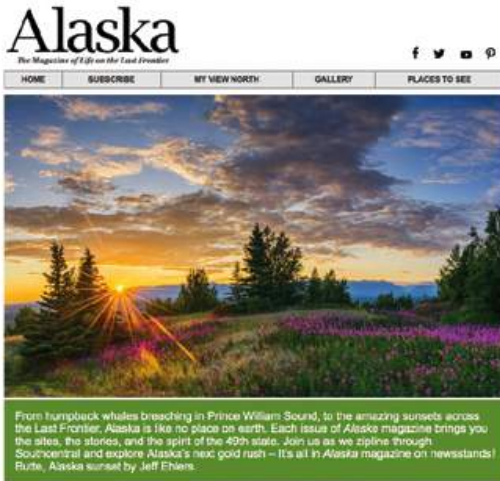 Alaska
The Magazine of Life on the Last Frontier
HOME SUBSCRIBE MY VIEW NORTH GALLERY PLACES TO SEE
From humpback whales breaching in Prince William Sound, to the amazing sunsets across
the Last Frontier, Alaska is like no place on earth. Each issue of Alaska magazine brings you
the sites, the stories, and the spirit of the 49th state. Join us as we zipline through
Southcentral and explore Alaska's next gold rush – It's all in Alaska magazine on newsstands!
Butte, Alaska sunset by Jeff Ehlers.